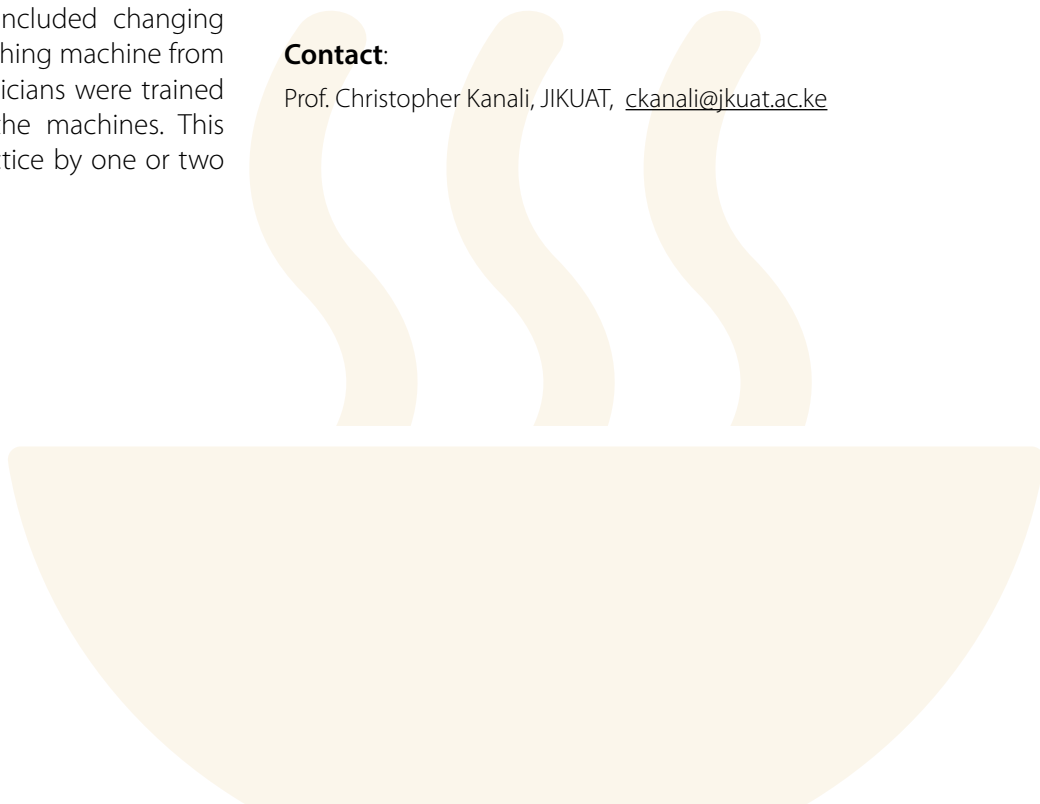 ncluded changing
hing machine from
icians were trained
he machines. This
tice by one or two
Contact:
Prof. Christopher Kanali, JIKUAT, ckanali@jkuat.ac.ke